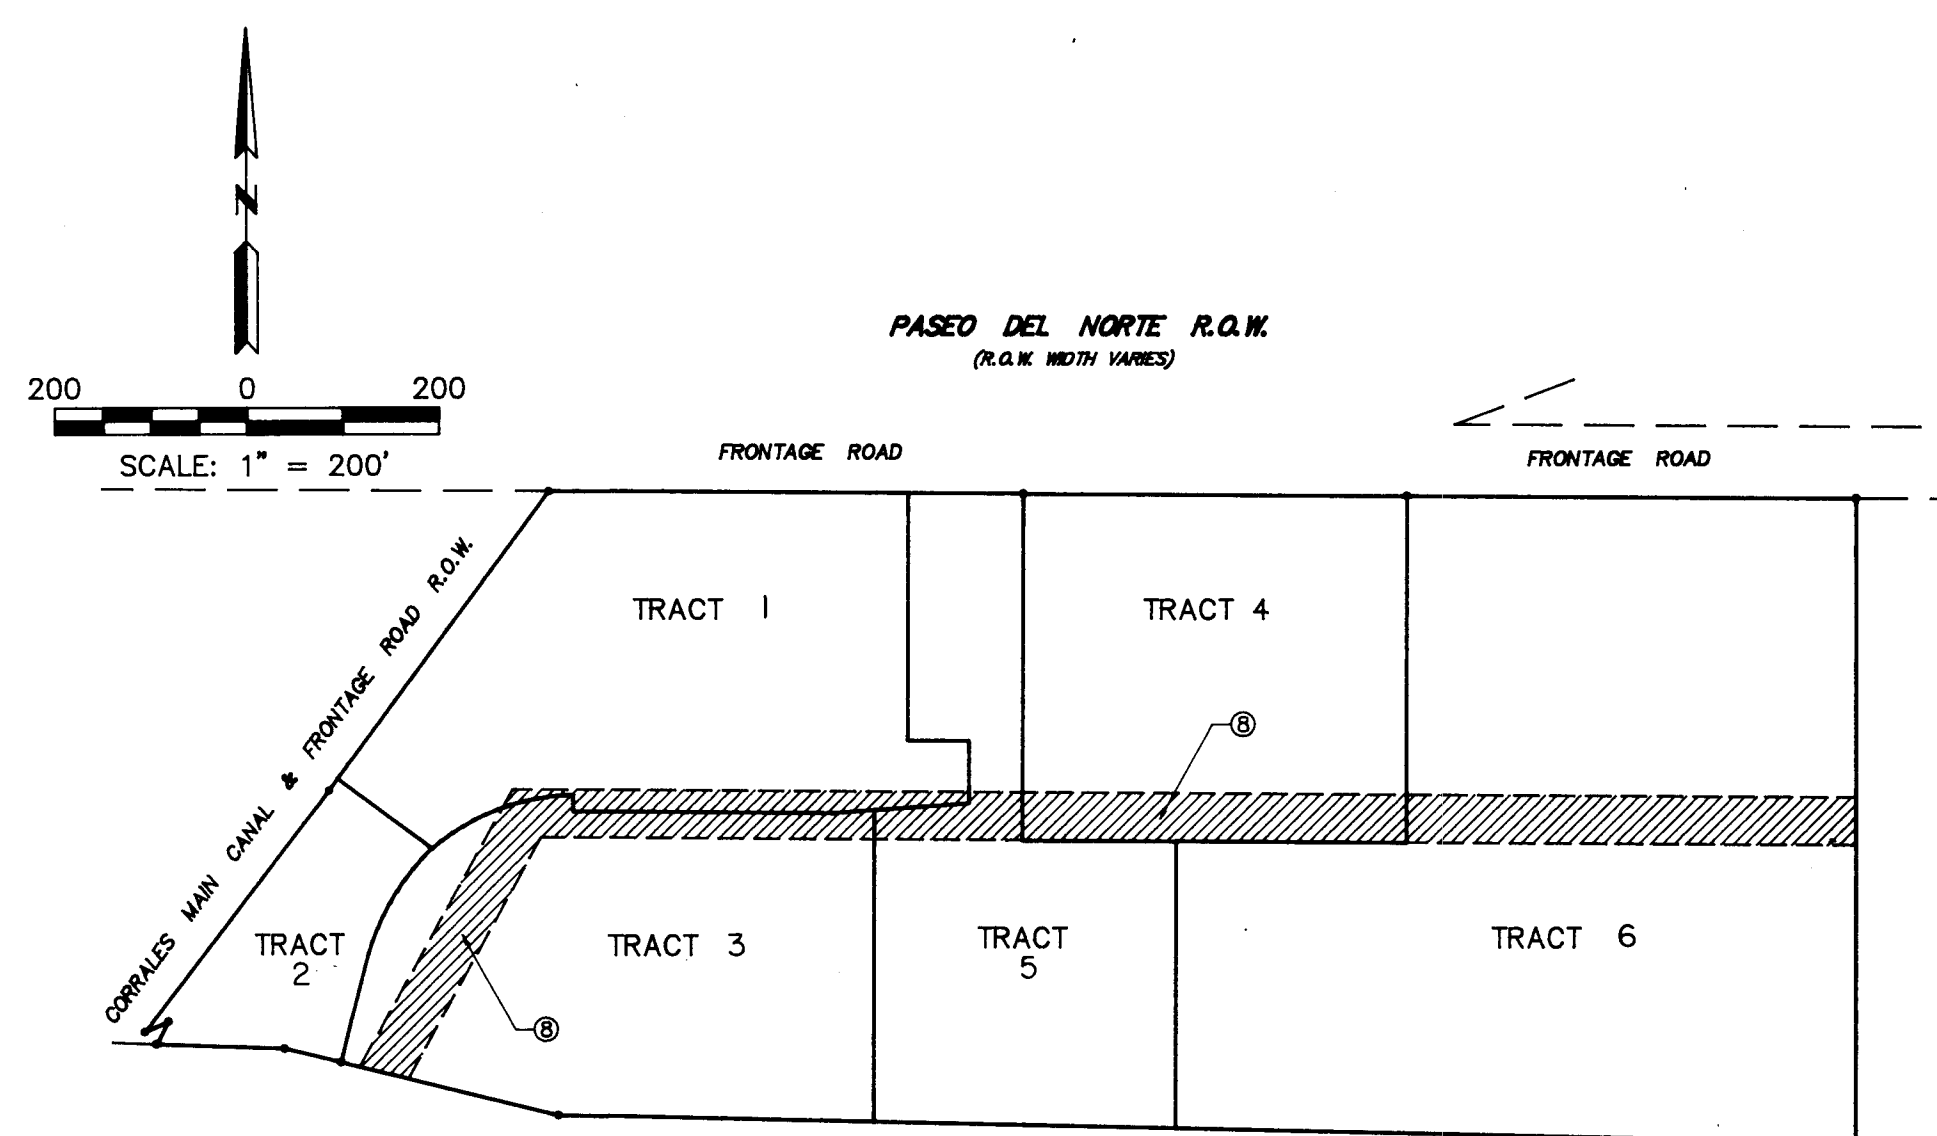 N
PASEO DEL NORTE R.O.W.
(R.O.W. WIDTH VARIES)
200 0 200
SCALE: 1" = 200'
FRONTAGE ROAD
FRONTAGE ROAD
CORRALES MAIN CANAL & FRONTAGE ROAD R.O.W.
TRACT 1
TRACT 4
8
TRACT
2
TRACT 3
TRACT
5
TRACT 6
8